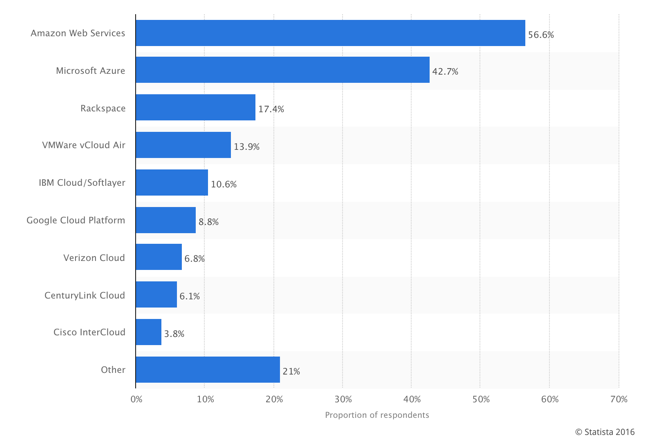 Amazon Web Services
56.6%
Microsoft Azure
42.7%
Rackspace
17.4%
VMWare vCloud Air
13.9%
IBM Cloud/Softlayer
10.6%
Google Cloud Platform
8.8%
Verizon Cloud
6.8%
CenturyLink Cloud
6.1%
Cisco InterCloud
3.8%
Other
21%
0% 10% 20% 30% 40% 50% 60% 70%
Proportion of respondents
© Statista 2016